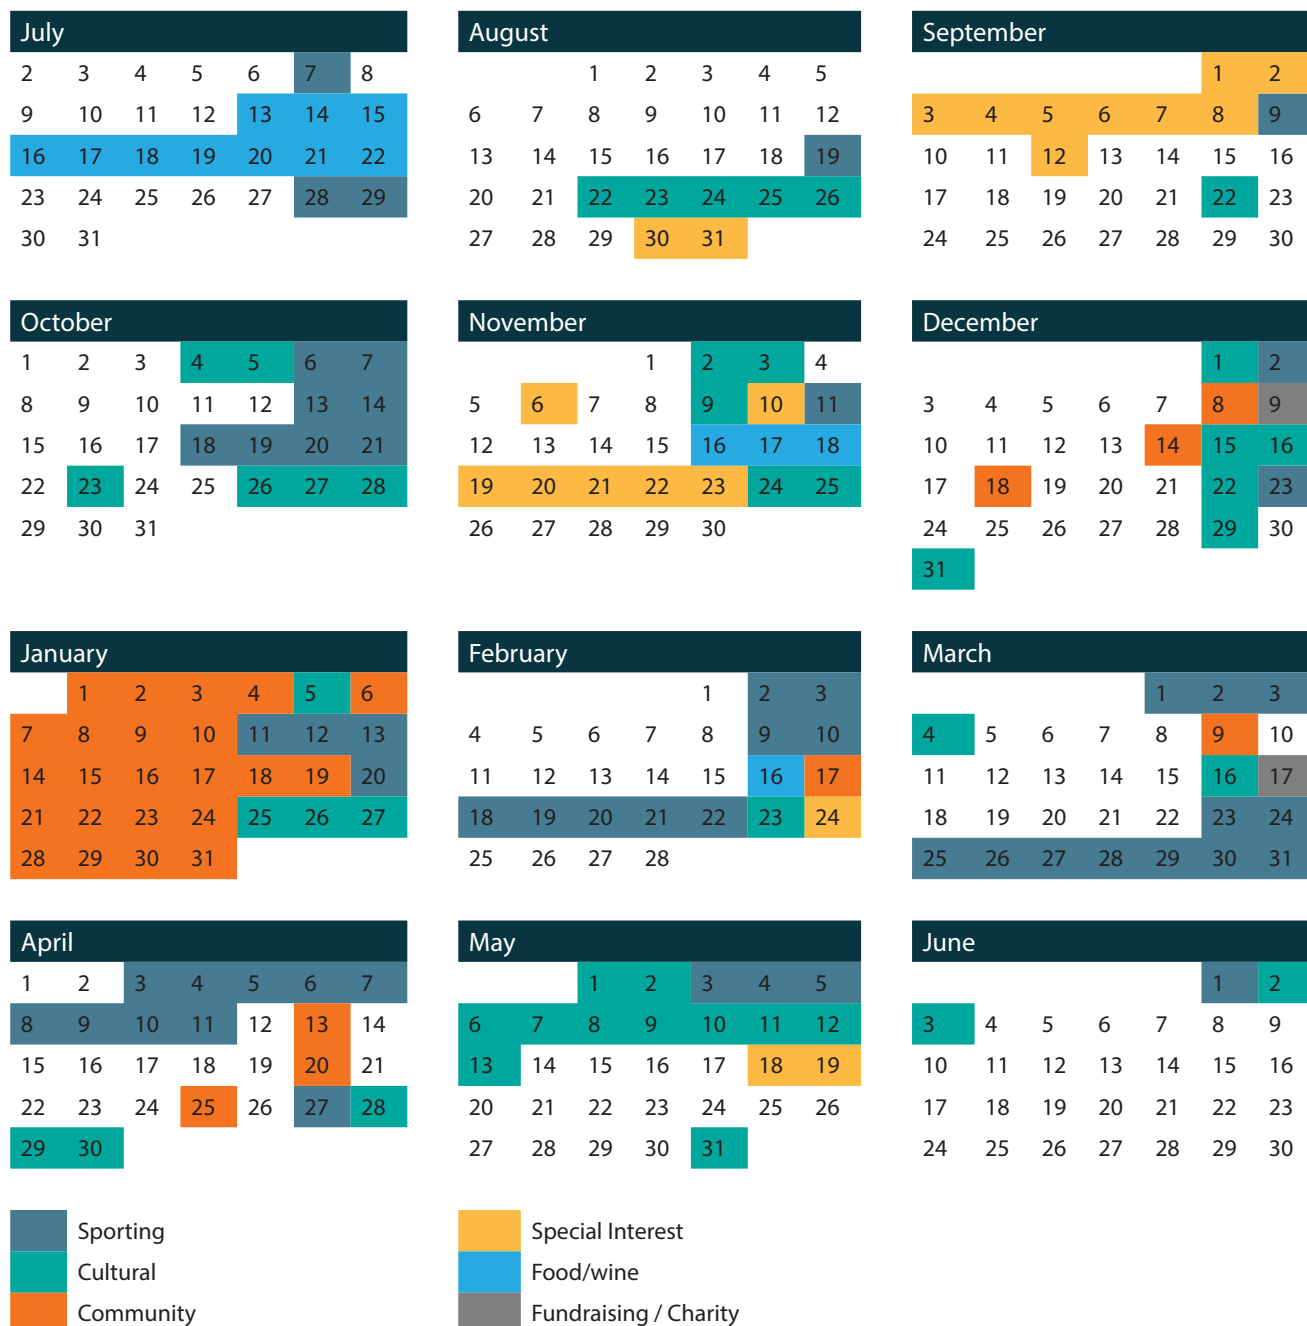 July
2 3 4 5 6 7 8
9 10 11 12 13 14 15
16 17 18 19 20 21 22
23 24 25 26 27 28 29
30 31
August
1 2 3 4 5
6 7 8 9 10 11 12
13 14 15 16 17 18 19
20 21 22 23 24 25 26
27 28 29 30 31
September
1 2
3 4 5 6 7 8 9
10 11 12 13 14 15 16
17 18 19 20 21 22 23
24 25 26 27 28 29 30
October
1 2 3 4 5 6 7
8 9 10 11 12 13 14
15 16 17 18 19 20 21
22 23 24 25 26 27 28
29 30 31
November
1 2 3 4
5 6 7 8 9 10 11
12 13 14 15 16 17 18
19 20 21 22 23 24 25
26 27 28 29 30
December
1 2
3 4 5 6 7 8 9
10 11 12 13 14 15 16
17 18 19 20 21 22 23
24 25 26 27 28 29 30
31
January
1 2 3 4 5 6
7 8 9 10 11 12 13
14 15 16 17 18 19 20
21 22 23 24 25 26 27
28 29 30 31
February
1 2 3
4 5 6 7 8 9 10
11 12 13 14 15 16 17
18 19 20 21 22 23 24
25 26 27 28
March
1 2 3
4 5 6 7 8 9 10
11 12 13 14 15 16 17
18 19 20 21 22 23 24
25 26 27 28 29 30 31
April
1 2 3 4 5 6 7
8 9 10 11 12 13 14
15 16 17 18 19 20 21
22 23 24 25 26 27 28
29 30
May
1 2 3 4 5
6 7 8 9 10 11 12
13 14 15 16 17 18 19
20 21 22 23 24 25 26
27 28 29 30 31
June
1 2
3 4 5 6 7 8 9
10 11 12 13 14 15 16
17 18 19 20 21 22 23
24 25 26 27 28 29 30
Sporting
Cultural
Community
Special Interest
Food/wine
Fundraising / Charity